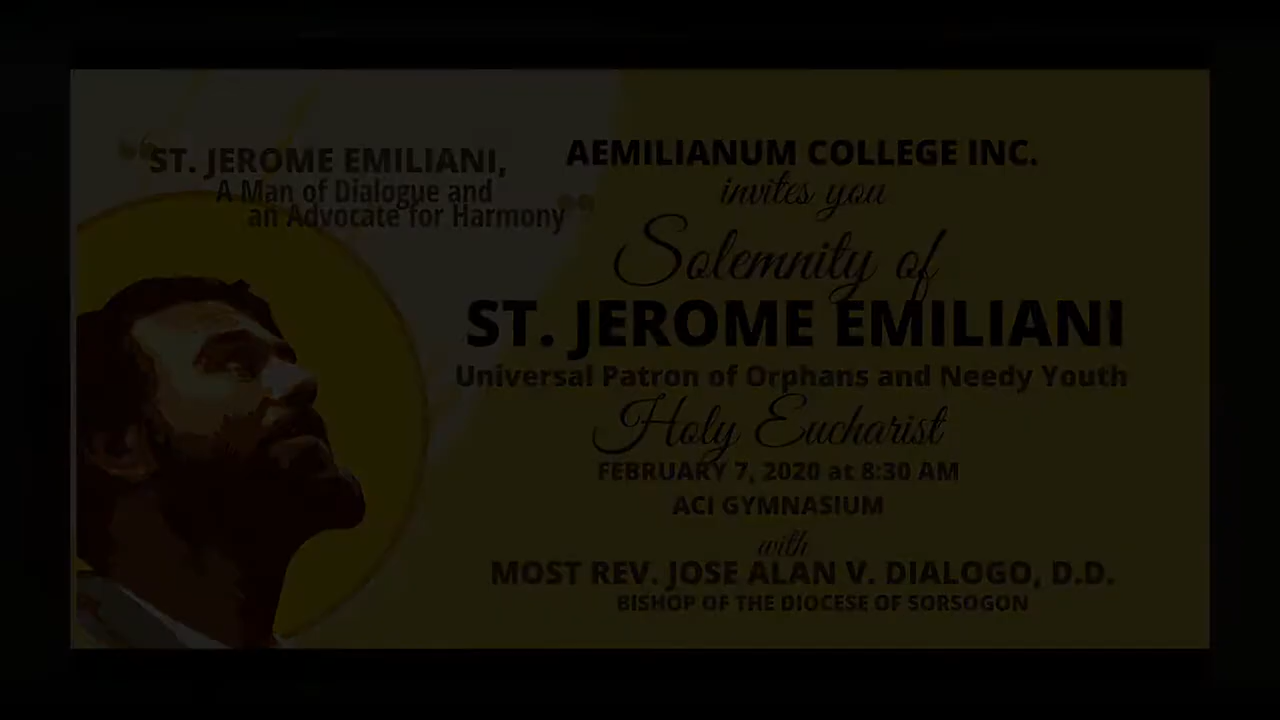 “ST. JEROME EMILIANI,
A Man of Dialogue and
an Advocate for Harmony”
AEMILIANUM COLLEGE INC.
invites you
Solemnity of
ST. JEROME EMILIANI
Universal Patron of Orphans and Needy Youth
Holy Eucharist
FEBRUARY 7, 2020 at 8:30 AM
ACI GYMNASIUM
with
MOST REV. JOSE ALAN V. DIALOGO, D.D.
BISHOP OF THE DIOCESE OF SORSOGON